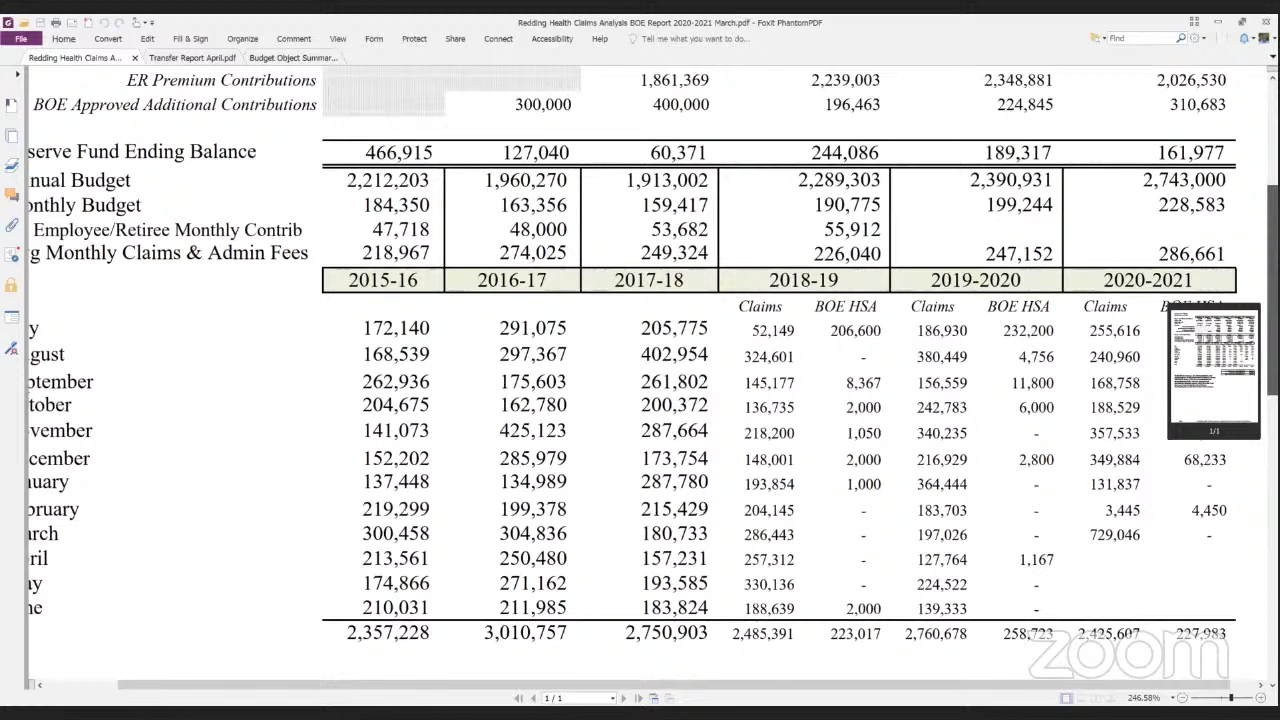 Redding Health Claims Analysis BOE Report 2020-2021 March.pdf - Foxit PhantomPDF
File Home Convert Edit Fill & Sign Organize Comment View Form Protect Share Connect Accessibility Help Tell me what you want to do... Find
Redding Health Claims A... Transfer Report April.pdf Budget Object Summar...
ER Premium Contributions 1,861,369 2,239,003 2,348,881 2,026,530
BOE Approved Additional Contributions 300,000 400,000 196,463 224,845 310,683
serve Fund Ending Balance 466,915 127,040 60,371 244,086 189,317 161,977
nual Budget 2,212,203 1,960,270 1,913,002 2,289,303 2,390,931 2,743,000
onthly Budget 184,350 163,356 159,417 190,775 199,244 228,583
Employee/Retiree Monthly Contrib 47,718 48,000 53,682 55,912
g Monthly Claims & Admin Fees 218,967 274,025 249,324 226,040 247,152 286,661
2015-16 2016-17 2017-18 2018-19 2019-2020 2020-2021
Claims BOE HSA Claims BOE HSA Claims BOE HSA
y 172,140 291,075 205,775 52,149 206,600 186,930 232,200 255,616
gust 168,539 297,367 402,954 324,601 - 380,449 4,756 240,960
ptember 262,936 175,603 261,802 145,177 8,367 156,559 11,800 168,758
tober 204,675 162,780 200,372 136,735 2,000 242,783 6,000 188,529
vember 141,073 425,123 287,664 218,200 1,050 340,235 - 357,533
cember 152,202 285,979 173,754 148,001 2,000 216,929 2,800 349,884 68,233
nuary 137,448 134,989 287,780 193,854 1,000 364,444 - 131,837 -
bruary 219,299 199,378 215,429 204,145 - 183,703 - 3,445 4,450
arch 300,458 304,836 180,733 286,443 - 197,026 - 729,046 -
ril 213,561 250,480 157,231 257,312 - 127,764 1,167
ay 174,866 271,162 193,585 330,136 - 224,522 -
ne 210,031 211,985 183,824 188,639 2,000 139,333 -
2,357,228 3,010,757 2,750,903 2,485,391 223,017 2,760,678 258,723 2,425,607 227,983
1/1
zoom
1 / 1 246.58%